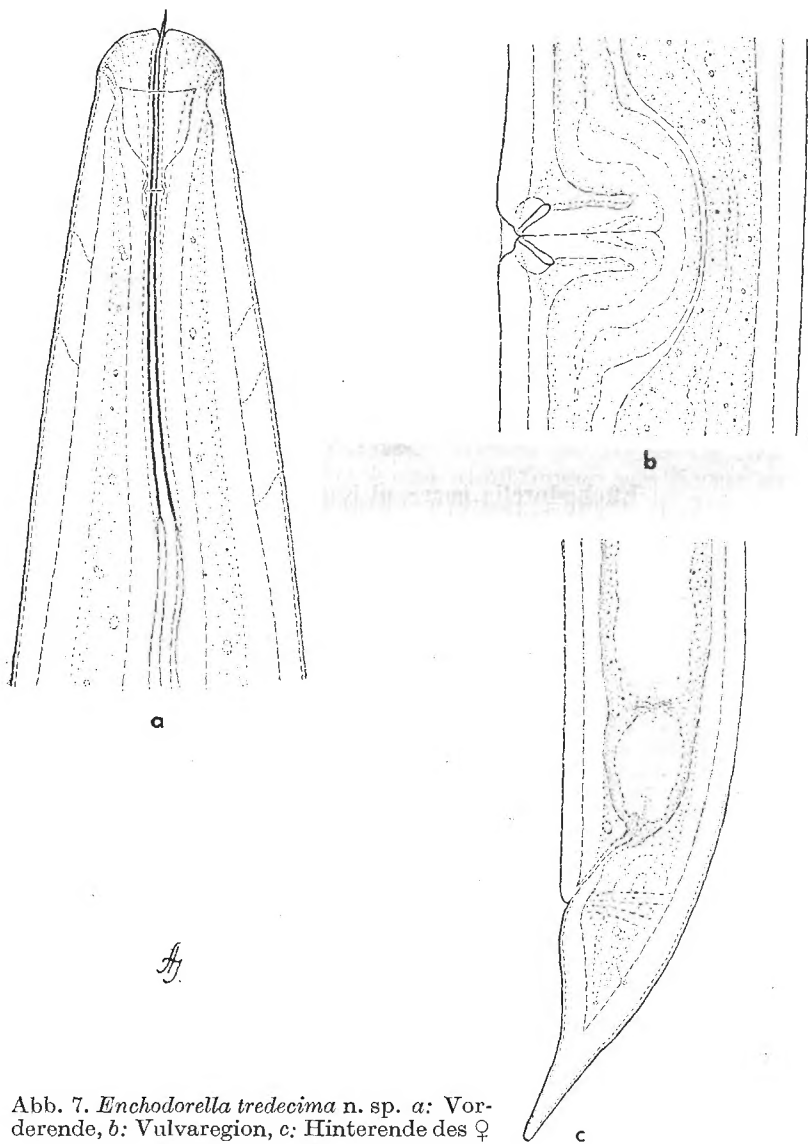 a
b
c
Abb. 7. Enchodorella tredecima n. sp. a: Vor-
derende, b: Vulvaregion, c: Hinterende des ♀